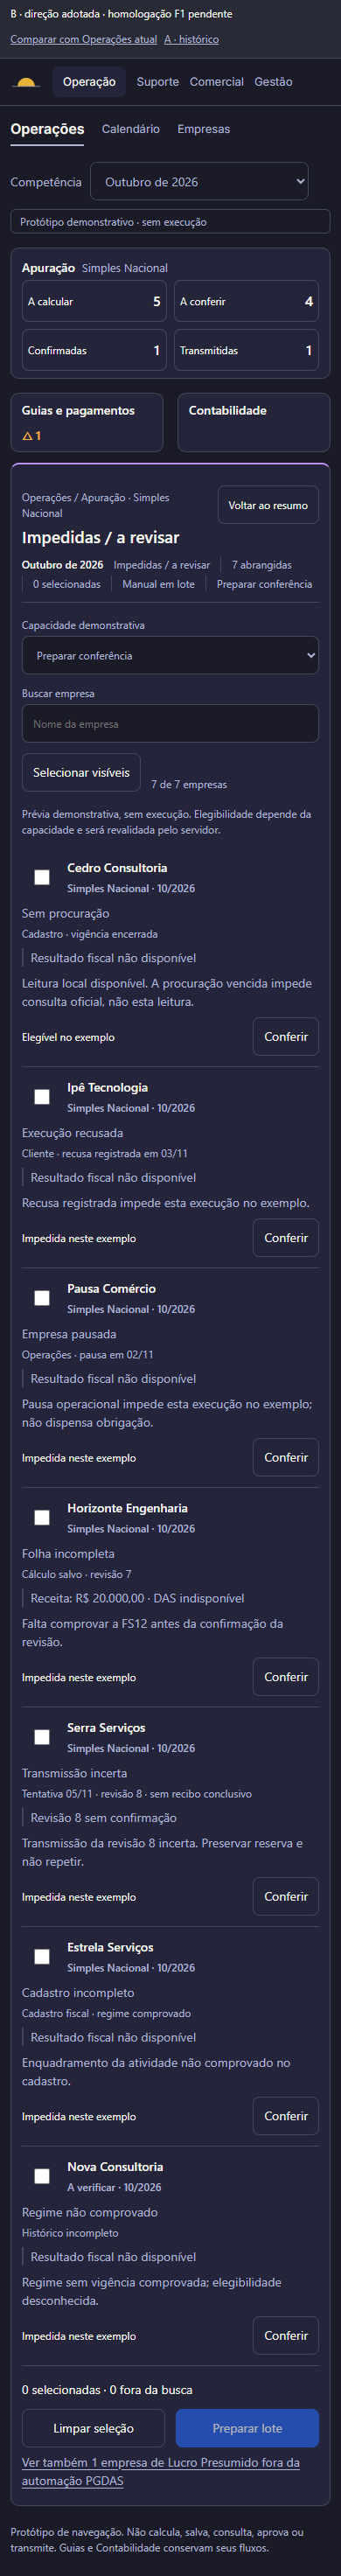 B · direção adotada · homologação F1 pendente
Comparar com Operações atual A · histórico
Operação Suporte Comercial Gestão
Operações Calendário Empresas
Competência Outubro de 2026
Protótipo demonstrativo · sem execução
Apuração Simples Nacional
A calcular 5 A conferir 4
Confirmadas 1 Transmitidas 1
Guias e pagamentos Contabilidade
△ 1
Operações / Apuração · Simples
Nacional
Voltar ao resumo
Impedidas / a revisar
Outubro de 2026 Impedidas / a revisar 7 abrangidas
0 selecionadas Manual em lote Preparar conferência
Capacidade demonstrativa
Preparar conferência
Buscar empresa
Nome da empresa
Selecionar visíveis 7 de 7 empresas
Prévia demonstrativa, sem execução. Elegibilidade depende da
capacidade e será revalidada pelo servidor.
Cedro Consultoria
Simples Nacional · 10/2026
Sem procuração
Cadastro · vigência encerrada
Resultado fiscal não disponível
Leitura local disponível. A procuração vencida impede
consulta oficial, não esta leitura.
Elegível no exemplo Conferir
Ipê Tecnologia
Simples Nacional · 10/2026
Execução recusada
Cliente · recusa registrada em 03/11
Resultado fiscal não disponível
Recusa registrada impede esta execução no exemplo.
Impedida neste exemplo Conferir
Pausa Comércio
Simples Nacional · 10/2026
Empresa pausada
Operações · pausa em 02/11
Resultado fiscal não disponível
Pausa operacional impede esta execução no exemplo;
não dispensa obrigação.
Impedida neste exemplo Conferir
Horizonte Engenharia
Simples Nacional · 10/2026
Folha incompleta
Cálculo salvo · revisão 7
Receita: R$ 20.000,00 · DAS indisponível
Falta comprovar a FS12 antes da confirmação da
revisão.
Impedida neste exemplo Conferir
Serra Serviços
Simples Nacional · 10/2026
Transmissão incerta
Tentativa 05/11 · revisão 8 · sem recibo conclusivo
Revisão 8 sem confirmação
Transmissão da revisão 8 incerta. Preservar reserva e
não repetir.
Impedida neste exemplo Conferir
Estrela Serviços
Simples Nacional · 10/2026
Cadastro incompleto
Cadastro fiscal · regime comprovado
Resultado fiscal não disponível
Enquadramento da atividade não comprovado no
cadastro.
Impedida neste exemplo Conferir
Nova Consultoria
A verificar · 10/2026
Regime não comprovado
Histórico incompleto
Resultado fiscal não disponível
Regime sem vigência comprovada; elegibilidade
desconhecida.
Impedida neste exemplo Conferir
0 selecionadas · 0 fora da busca
Limpar seleção Preparar lote
Ver também 1 empresa de Lucro Presumido fora da
automação PGDAS
Protótipo de navegação. Não calcula, salva, consulta, aprova ou
transmite. Guias e Contabilidade conservam seus fluxos.